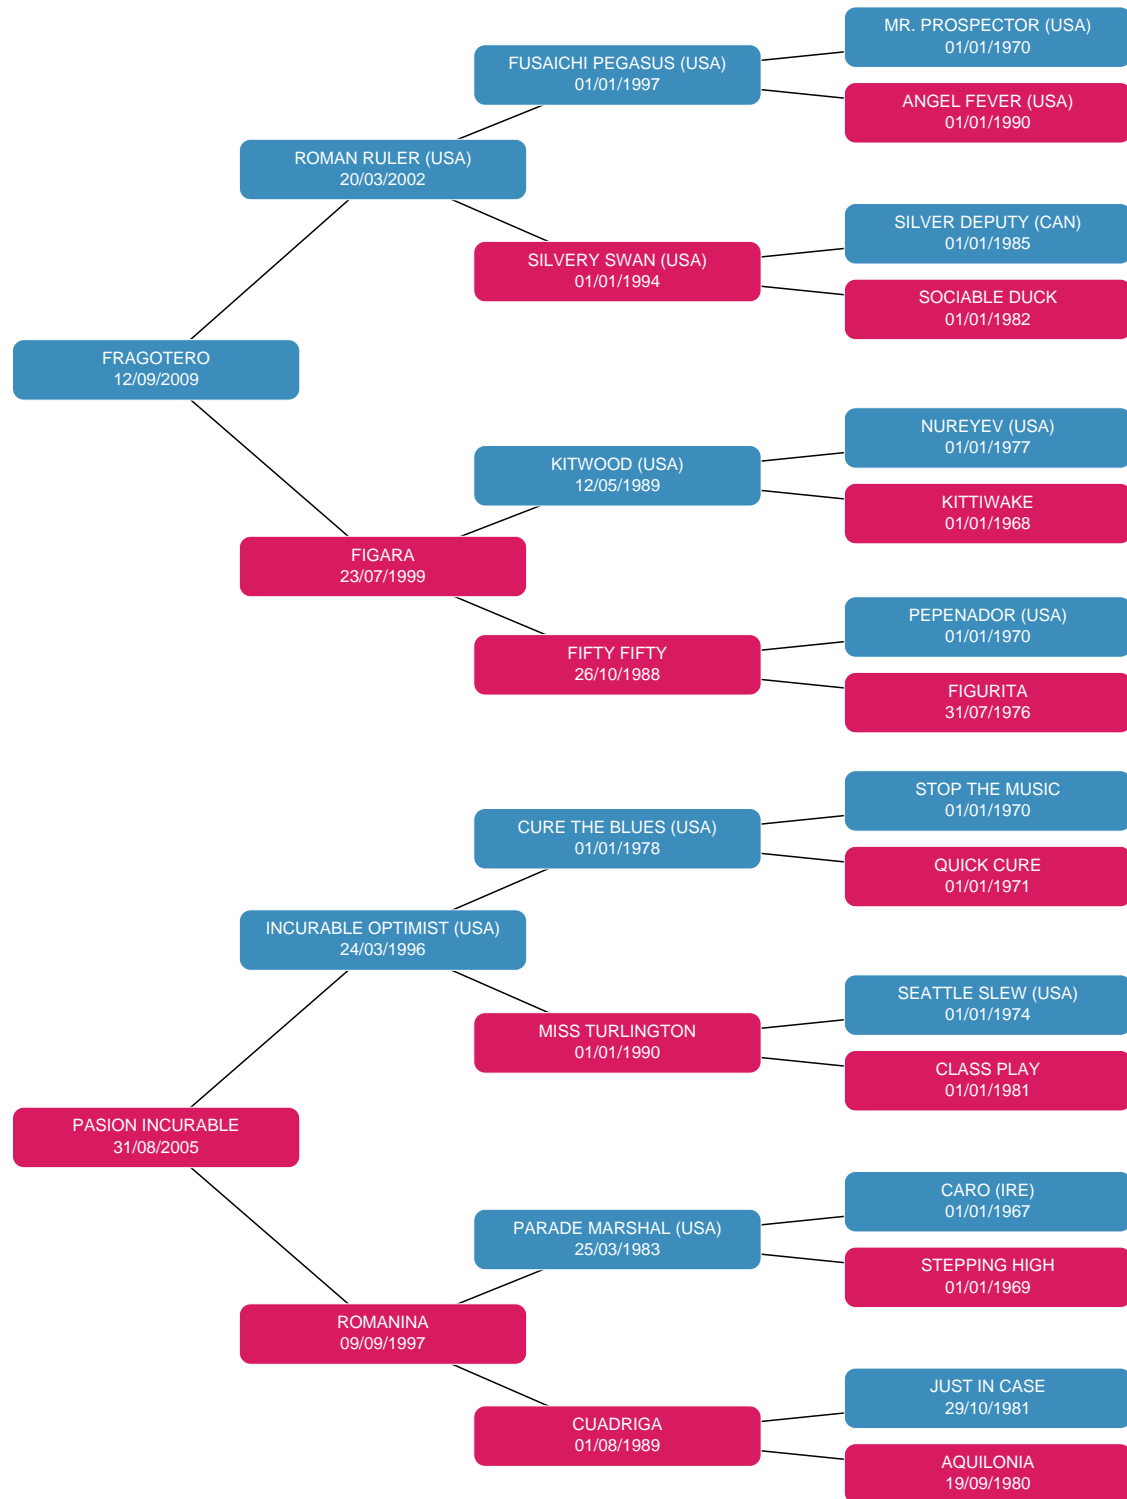 MR. PROSPECTOR (USA)
01/01/1970
FUSAICHI PEGASUS (USA)
01/01/1997
ANGEL FEVER (USA)
01/01/1990
ROMAN RULER (USA)
20/03/2002
SILVER DEPUTY (CAN)
01/01/1985
SILVERY SWAN (USA)
01/01/1994
SOCIABLE DUCK
01/01/1982
FRAGOTERO
12/09/2009
NUREYEV (USA)
01/01/1977
KITWOOD (USA)
12/05/1989
KITTIWAKE
01/01/1968
FIGARA
23/07/1999
PEPENADOR (USA)
01/01/1970
FIFTY FIFTY
26/10/1988
FIGURITA
31/07/1976
STOP THE MUSIC
01/01/1970
CURE THE BLUES (USA)
01/01/1978
QUICK CURE
01/01/1971
INCURABLE OPTIMIST (USA)
24/03/1996
SEATTLE SLEW (USA)
01/01/1974
MISS TURLINGTON
01/01/1990
CLASS PLAY
01/01/1981
PASION INCURABLE
31/08/2005
CARO (IRE)
01/01/1967
PARADE MARSHAL (USA)
25/03/1983
STEPPING HIGH
01/01/1969
ROMANINA
09/09/1997
JUST IN CASE
29/10/1981
CUADRIGA
01/08/1989
AQUILONIA
19/09/1980